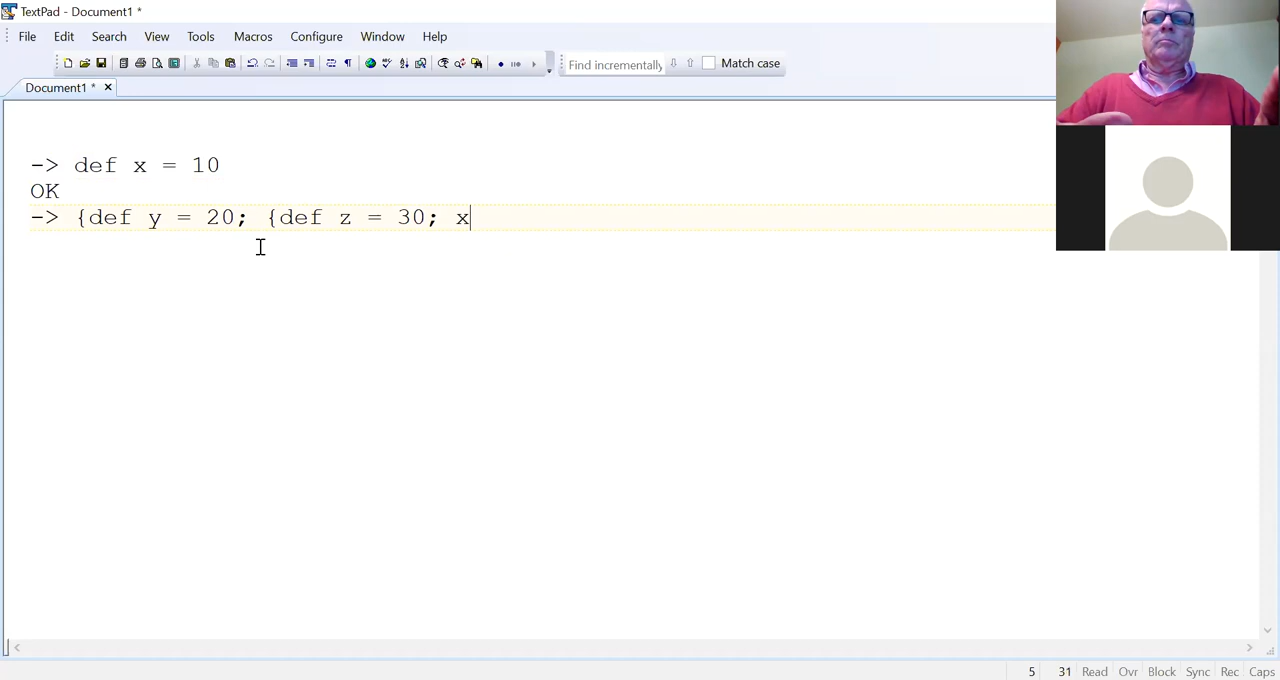 TextPad - Document1 *
File Edit Search View Tools Macros Configure Window Help
Find incrementally Match case
Document1 *
-> def x = 10
OK
-> {def y = 20; {def z = 30; x
5 31 Read Ovr Block Sync Rec Caps